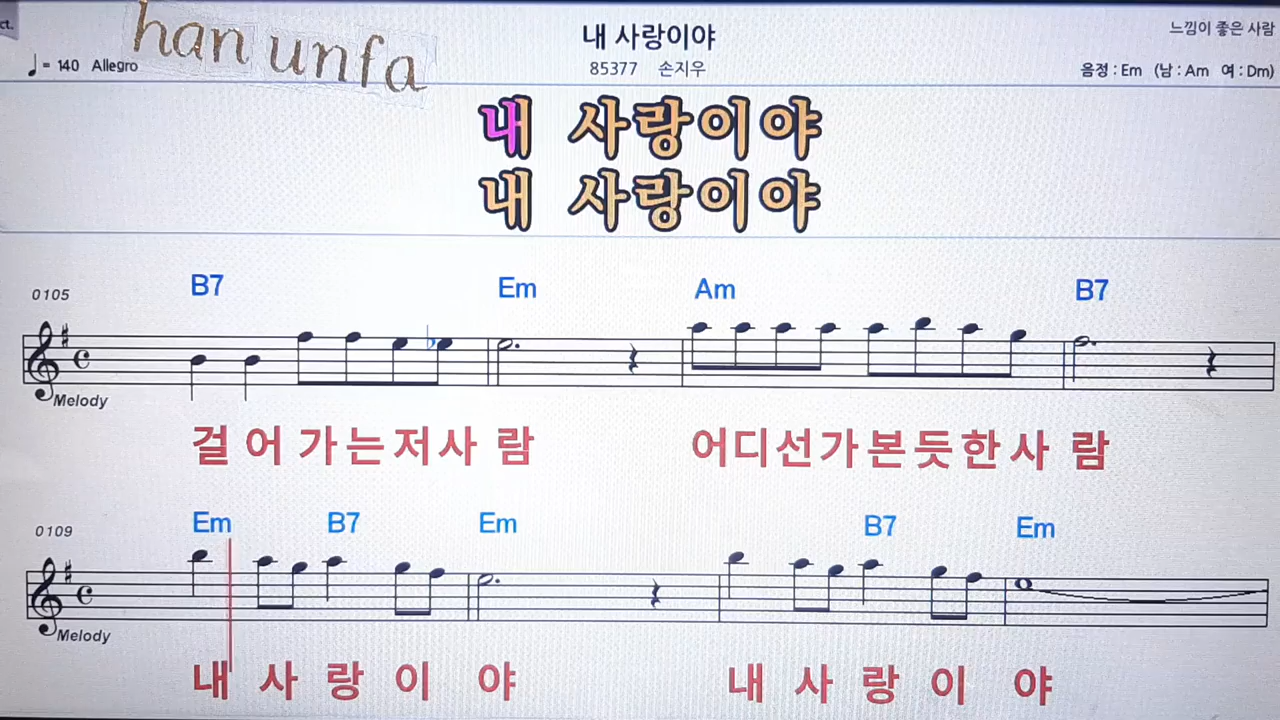 ct.
han unfa
내 사랑이야
느낌이 좋은 사람
♩= 140 Allegro
85377 손지우
음정 : Em (남 : Am 여 : Dm)
내 사랑이야
내 사랑이야
0105 B7 Em Am B7
Melody
걸 어 가 는 저 사 람 어 디 선 가 본 듯 한 사 람
0109 Em B7 Em B7 Em
Melody
내 사 랑 이 야 내 사 랑 이 야